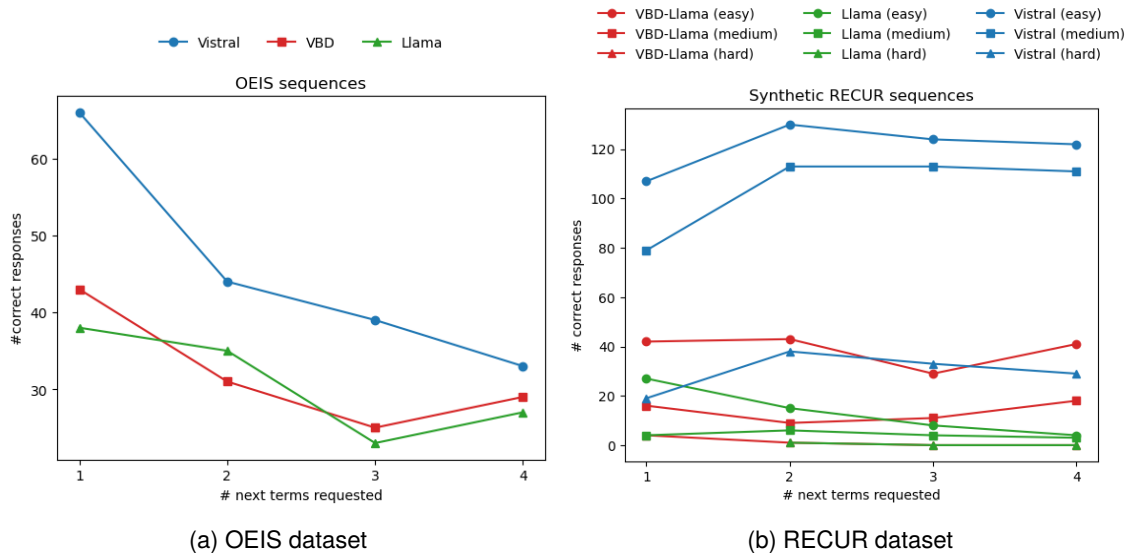 Vistral VBD Llama
OEIS sequences
#correct responses
60
50
40
30
1 2 3 4
# next terms requested
(a) OEIS dataset
VBD-Llama (easy) Llama (easy) Vistral (easy)
VBD-Llama (medium) Llama (medium) Vistral (medium)
VBD-Llama (hard) Llama (hard) Vistral (hard)
Synthetic RECUR sequences
# correct responses
120
100
80
60
40
20
0
1 2 3 4
# next terms requested
(b) RECUR dataset